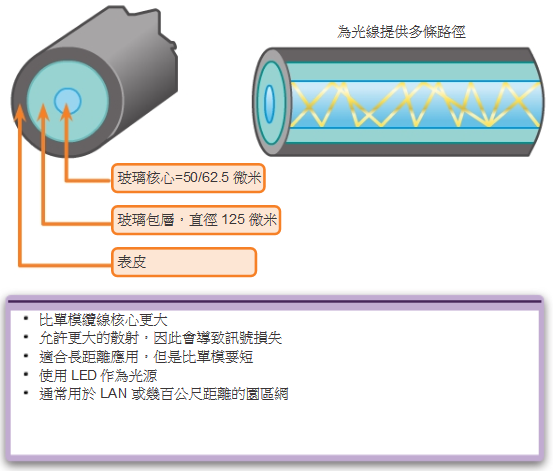 為光線提供多條路徑
玻璃核心=50/62.5 微米
玻璃包層，直徑 125 微米
表皮
• 比單模纜線核心更大
• 允許更大的散射，因此會導致訊號損失
• 適合長距離應用，但是比單模要短
• 使用 LED 作為光源
• 通常用於 LAN 或幾百公尺距離的園區網